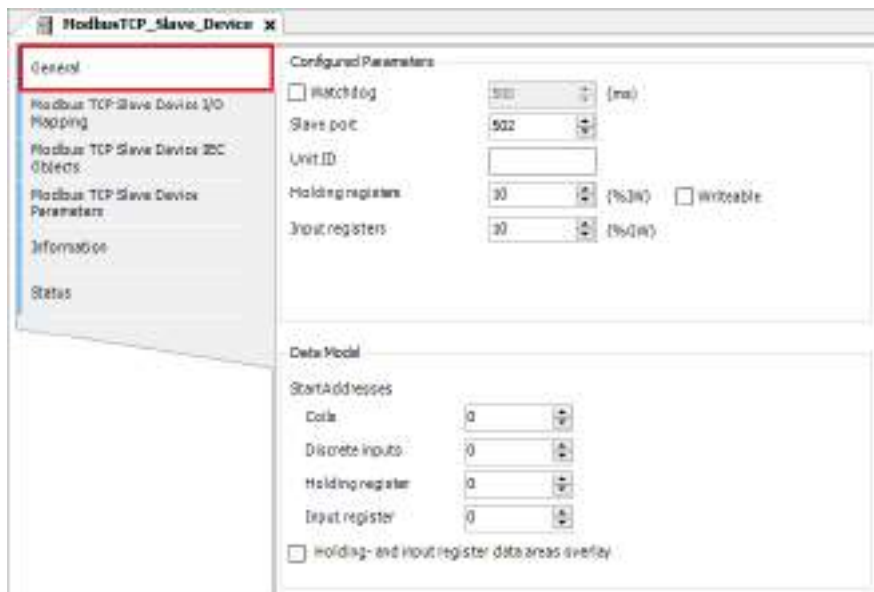 ModbusTCP_Slave_Device
General
Modbus TCP Slave Device I/O
Mapping
Modbus TCP Slave Device IEC
Objects
Modbus TCP Slave Device
Parameters
Information
Status
Configured Parameters
Watchdog 500 (ms)
Slave port 502
Unit ID
Holding registers 10 (%IW) Writeable
Input registers 10 (%QW)
Data Model
Start Addresses
Coils 0
Discrete inputs 0
Holding register 0
Input register 0
Holding- and input register data areas overlay